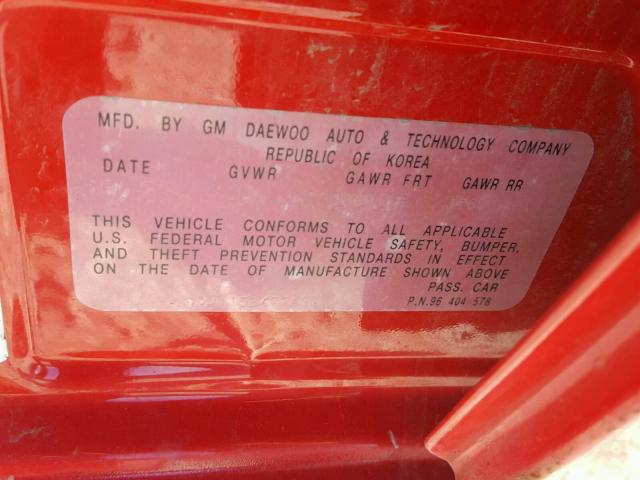 MFD. BY GM DAEWOO AUTO & TECHNOLOGY COMPANY
REPUBLIC OF KOREA
DATE GVWR GAWR FRT GAWR RR
THIS VEHICLE CONFORMS TO ALL APPLICABLE
U.S. FEDERAL MOTOR VEHICLE SAFETY, BUMPER,
AND THEFT PREVENTION STANDARDS IN EFFECT
ON THE DATE OF MANUFACTURE SHOWN ABOVE
PASS. CAR
P.N.96 404 578